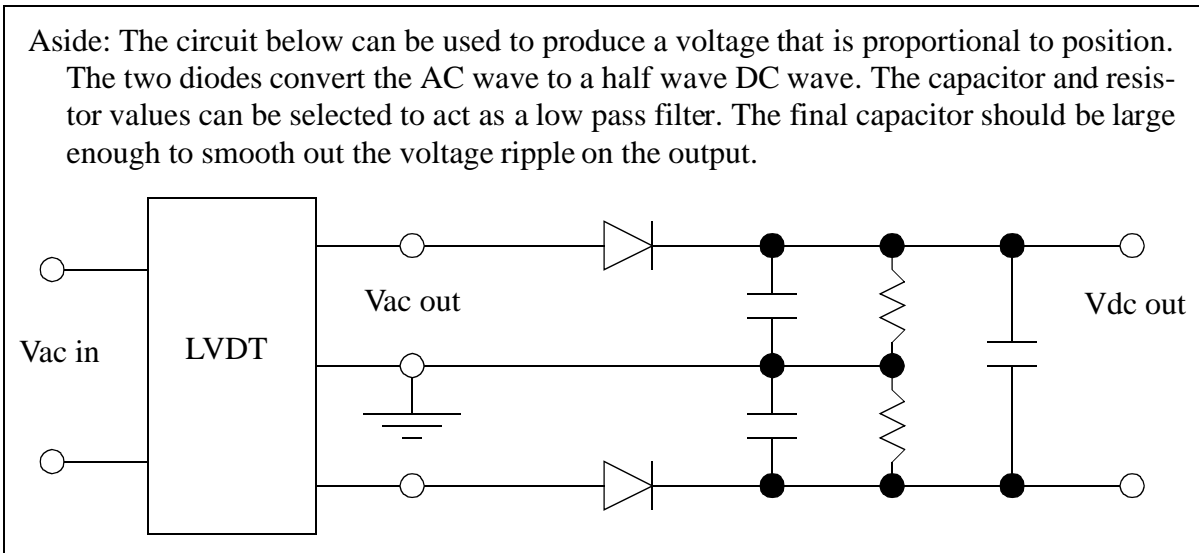 Aside: The circuit below can be used to produce a voltage that is proportional to position.
The two diodes convert the AC wave to a half wave DC wave. The capacitor and resis-
tor values can be selected to act as a low pass filter. The final capacitor should be large
enough to smooth out the voltage ripple on the output.
Vac out
Vdc out
Vac in
LVDT